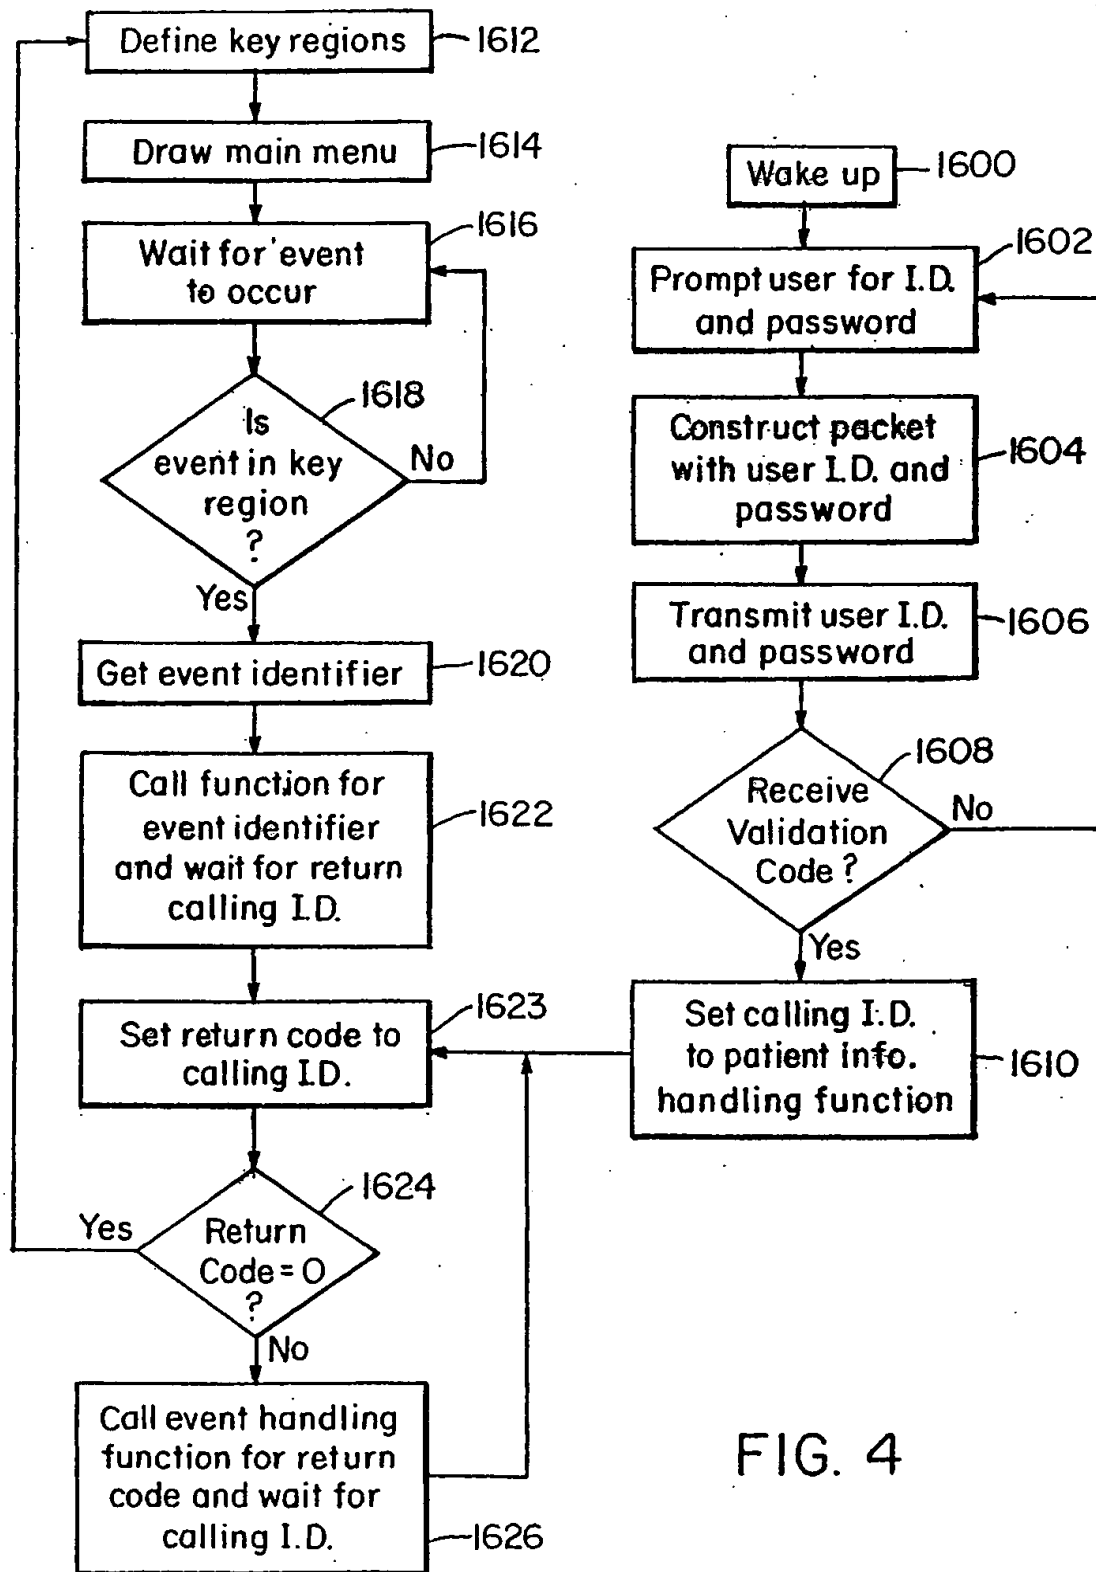 Define key regions
1612
Draw main menu
1614
Wait for event
to occur
1616
Is
event in key
region
?
1618
No
Yes
Get event identifier
1620
Call function for
event identifier
and wait for return
calling I.D.
1622
Set return code to
calling I.D.
1623
Return
Code = 0
?
1624
Yes
No
Call event handling
function for return
code and wait for
calling I.D.
1626
Wake up
1600
Prompt user for I.D.
and password
1602
Construct packet
with user I.D. and
password
1604
Transmit user I.D.
and password
1606
Receive
Validation
Code ?
1608
No
Yes
Set calling I.D.
to patient info.
handling function
1610
FIG. 4